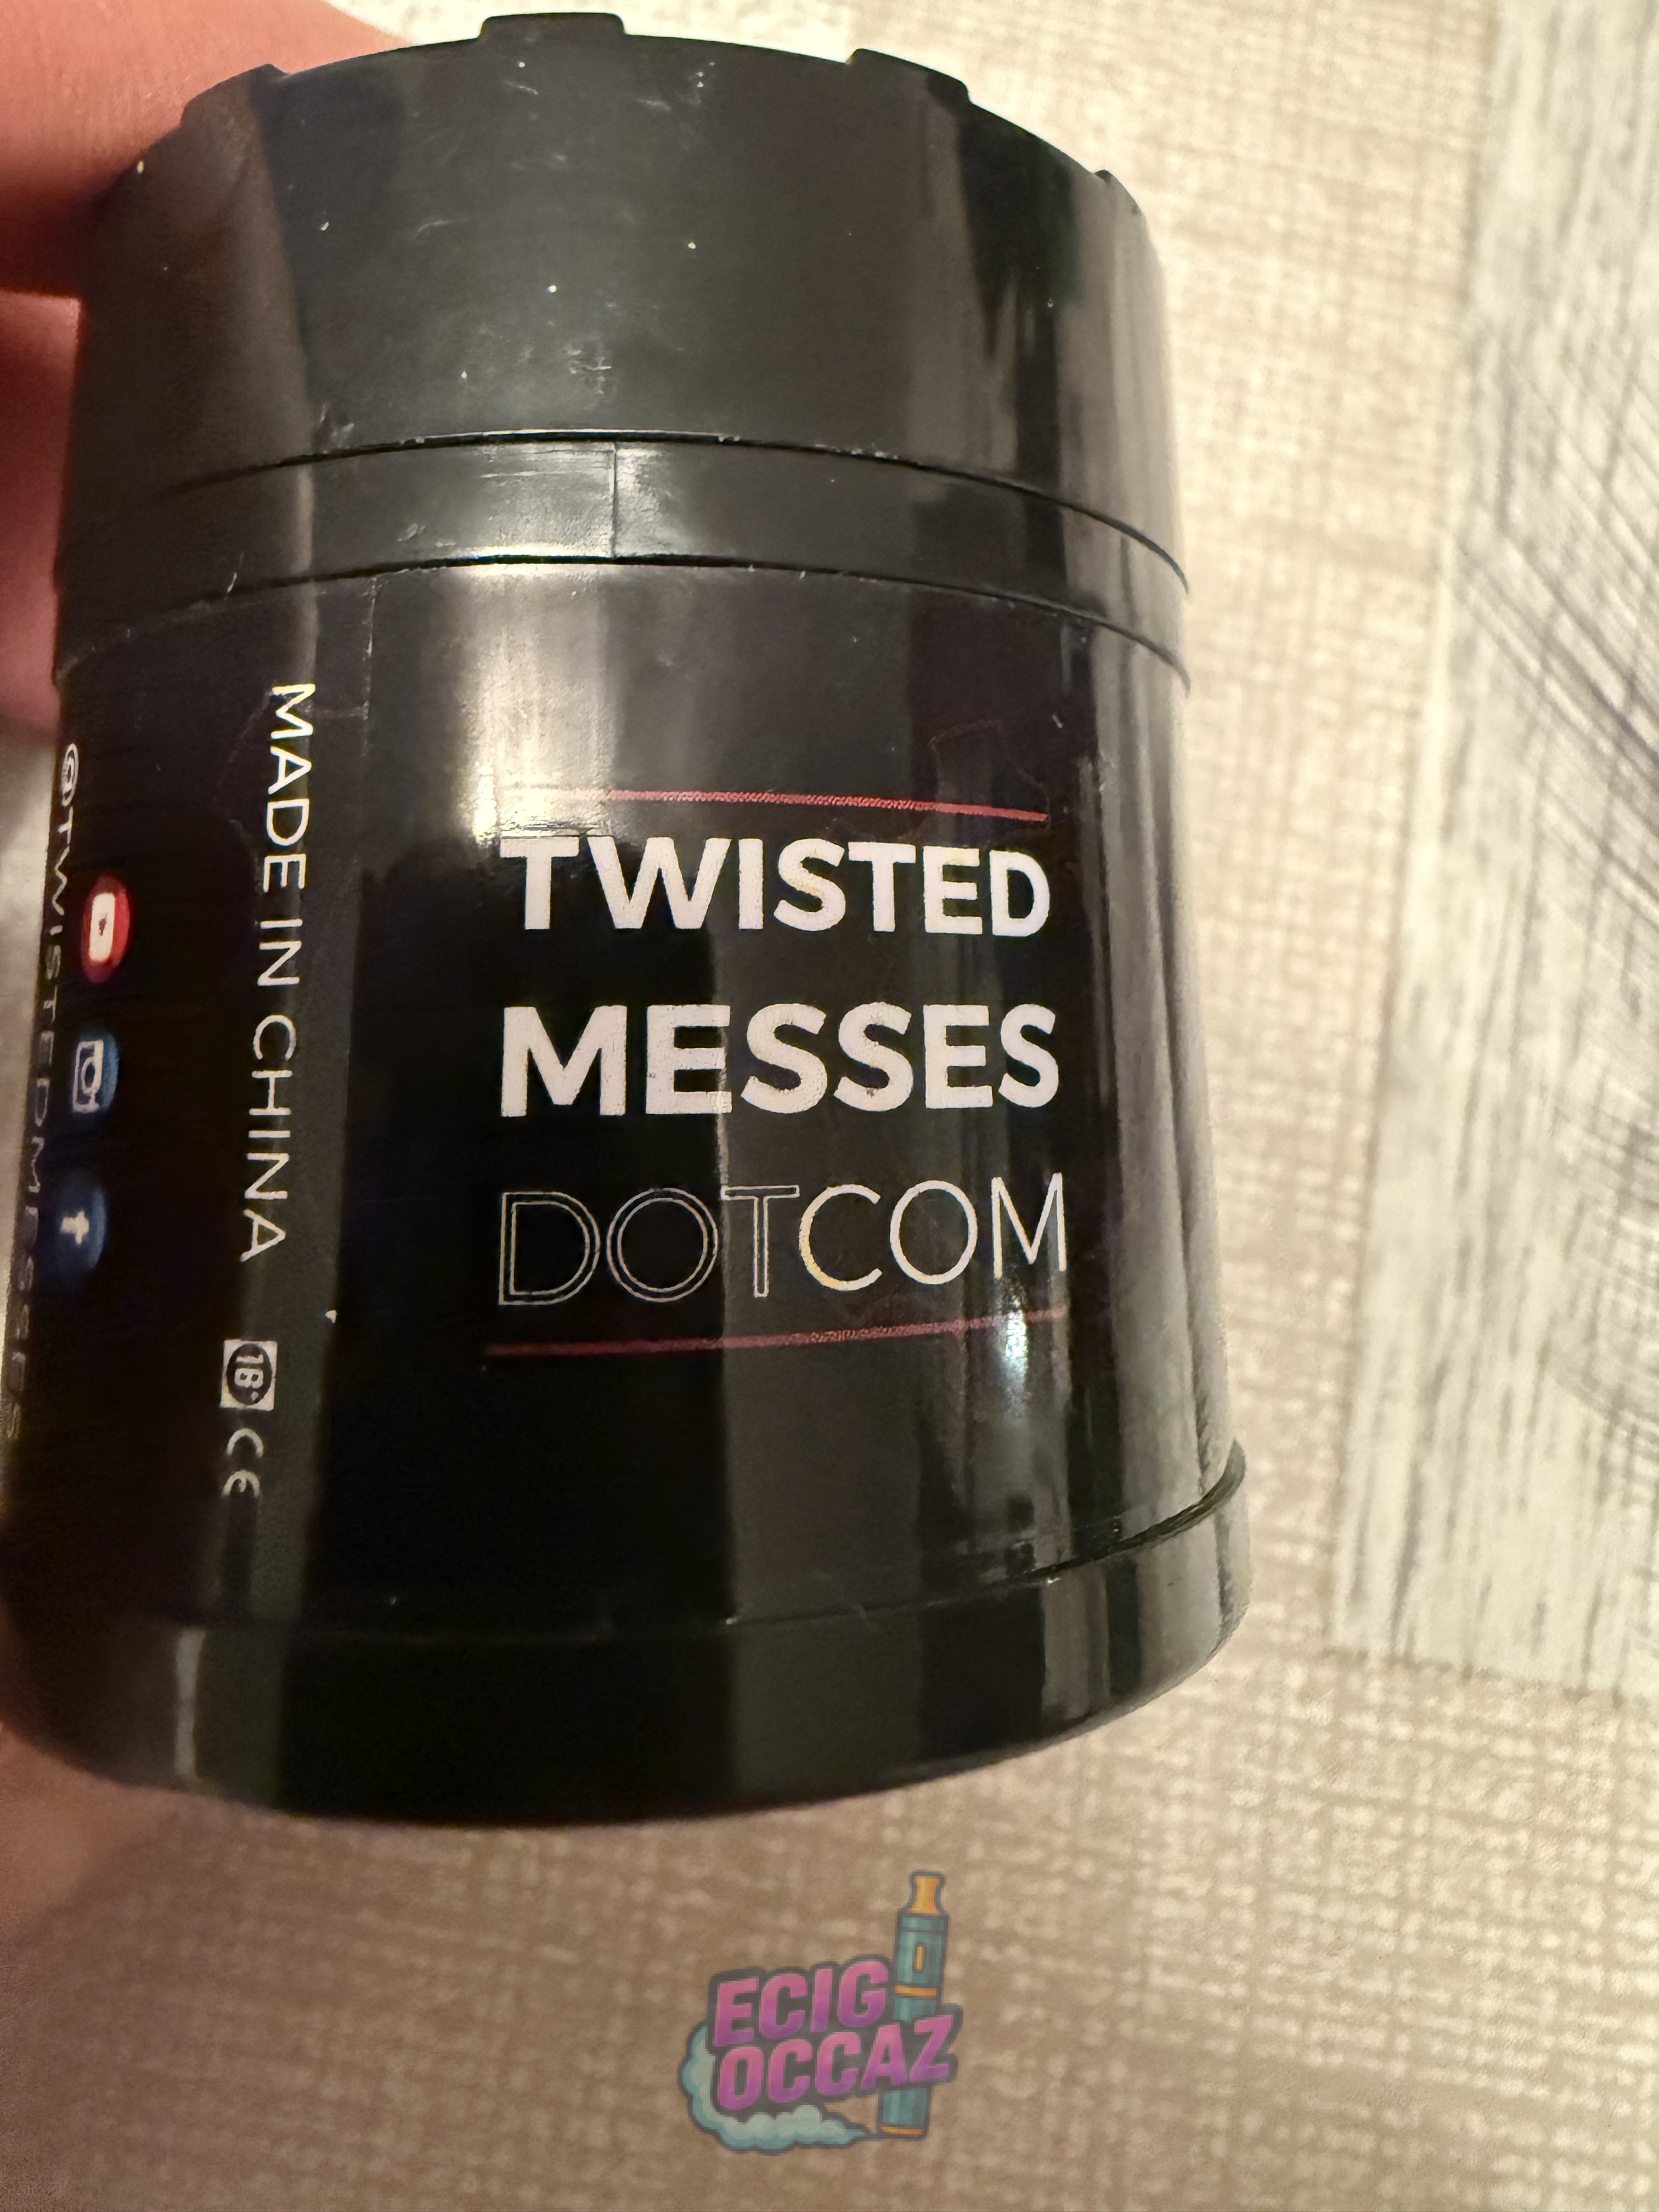 TWISTED
MESSES
DOTCOM
MADE IN CHINA 18+ CE
@TWISTEDMESSES
ECIG
OCCAZ